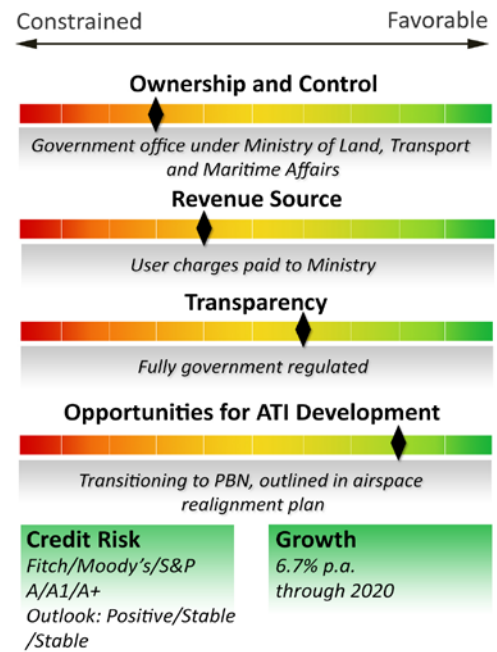 Constrained Favorable
Ownership and Control
Government office under Ministry of Land, Transport
and Maritime Affairs
Revenue Source
User charges paid to Ministry
Transparency
Fully government regulated
Opportunities for ATI Development
Transitioning to PBN, outlined in airspace
realignment plan
Credit Risk
Fitch/Moody's/S&P
A/A1/A+
Outlook: Positive/Stable
/Stable
Growth
6.7% p.a.
through 2020